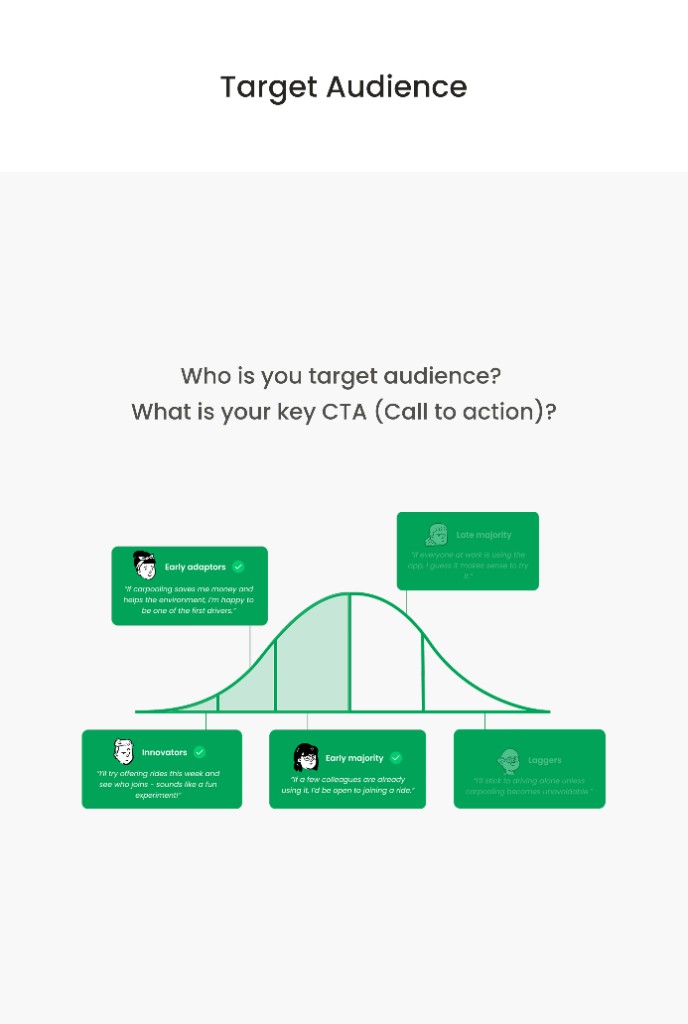 Target Audience
Who is you target audience?
What is your key CTA (Call to action)?
Late majority
"If everyone at work is using the
app, I guess it makes sense to try
it."
Early adaptors
"If carpooling saves me money and
helps the environment, I'm happy to
be one of the first drivers."
Innovators
"I'll try offering rides this week and
see who joins - sounds like a fun
experiment!"
Early majority
"If a few colleagues are already
using it, I'd be open to joining a ride."
Laggers
"I'll stick to driving alone unless
carpooling becomes unavoidable."